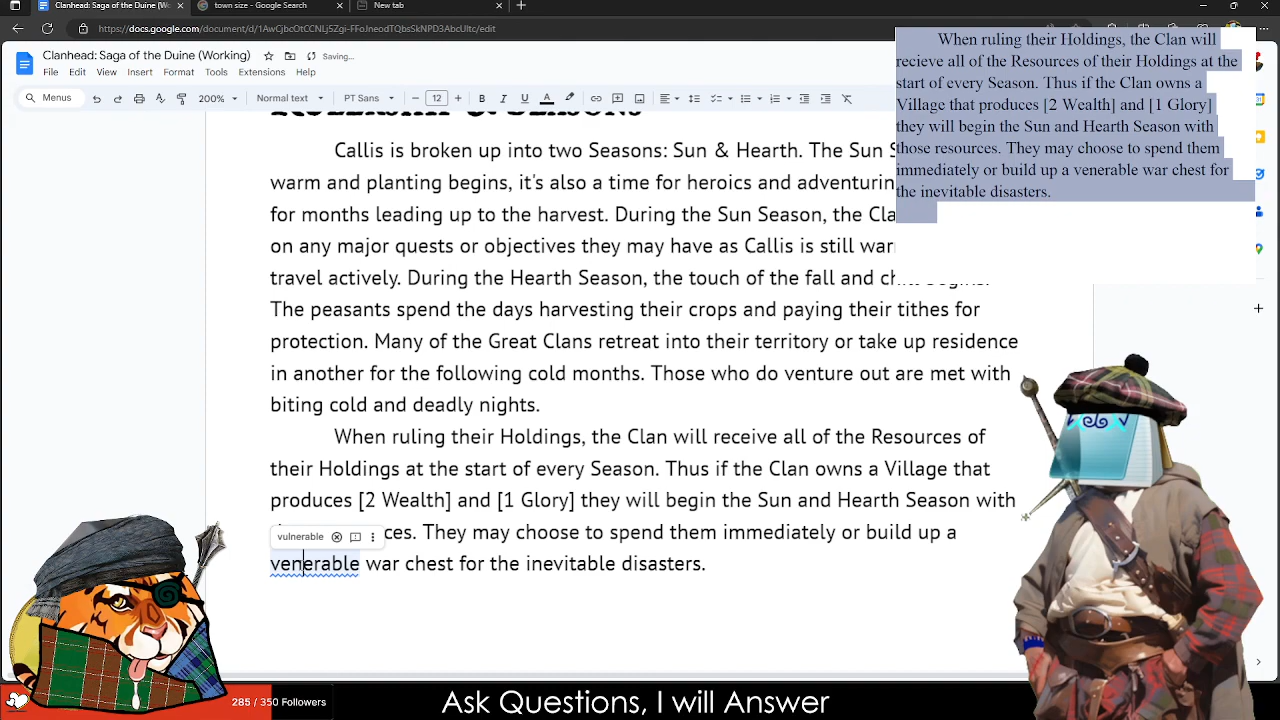 Clanhead: Saga of the Duine [Wo
town size - Google Search
New tab
https://docs.google.com/document/d/1AwCjbcOtCCNLj5Zgi-FFoJneodTQbsSkNPD3AbcUltc/edit
Clanhead: Saga of the Duine (Working)
Saving...
File Edit View Insert Format Tools Extensions Help
Menus 200% Normal text PT Sans 12 B I U A
Callis is broken up into two Seasons: Sun & Hearth. The Sun S
warm and planting begins, it's also a time for heroics and adventurin
for months leading up to the harvest. During the Sun Season, the Cla
on any major quests or objectives they may have as Callis is still war
travel actively. During the Hearth Season, the touch of the fall and
The peasants spend the days harvesting their crops and paying their tithes for
protection. Many of the Great Clans retreat into their territory or take up residence
in another for the following cold months. Those who do venture out are met with
biting cold and deadly nights.
When ruling their Holdings, the Clan will receive all of the Resources of
their Holdings at the start of every Season. Thus if the Clan owns a Village that
produces [2 Wealth] and [1 Glory] they will begin the Sun and Hearth Season with
ces. They may choose to spend them immediately or build up a
vulnerable
venerable war chest for the inevitable disasters.
When ruling their Holdings, the Clan will
recieve all of the Resources of their Holdings at the
start of every Season. Thus if the Clan owns a
Village that produces [2 Wealth] and [1 Glory]
they will begin the Sun and Hearth Season with
those resources. They may choose to spend them
immediately or build up a venerable war chest for
the inevitable disasters.
285 / 350 Followers
Ask Questions, I will Answer